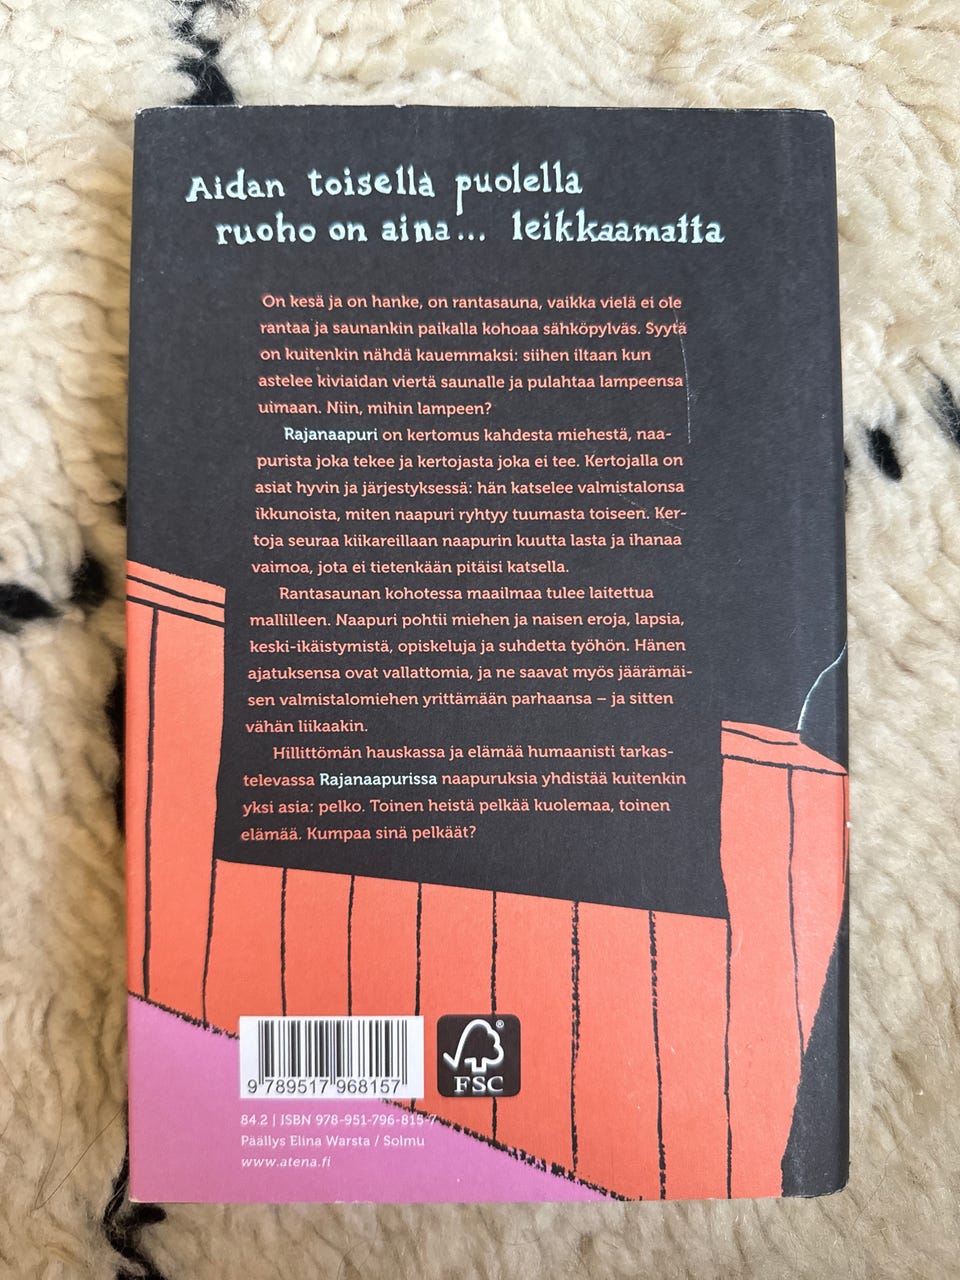 Aidan toisella puolella
ruoho on aina... leikkaamatta
On kesä ja on hanke, on rantasauna, vaikka vielä ei ole
rantaa ja saunankin paikalla kohoaa sähköpylväs. Syytä
on kuitenkin nähdä kauemmaksi: siihen iltaan kun
astelee kiviaidan viertä saunalle ja pulahtaa lampeensa
uimaan. Niin, mihin lampeen?
Rajanaapuri on kertomus kahdesta miehestä, naa-
purista joka tekee ja kertojasta joka ei tee. Kertojalla on
asiat hyvin ja järjestyksessä: hän katselee valmistalonsa
ikkunoista, miten naapuri ryhtyy tuumasta toiseen. Ker-
toja seuraa kiikareillaan naapurin kuutta lasta ja ihanaa
vaimoa, jota ei tietenkään pitäisi katsella.
Rantasaunan kohotessa maailmaa tulee laitettua
mallilleen. Naapuri pohtii miehen ja naisen eroja, lapsia,
keski-ikäistymistä, opiskeluja ja suhdetta työhön. Hänen
ajatuksensa ovat vallattomia, ja ne saavat myös jäärämäi-
sen valmistalomiehen yrittämään parhaansa – ja sitten
vähän liikaakin.
Hillittömän hauskassa ja elämää humaanisti tarkas-
televassa Rajanaapurissa naapuruksia yhdistää kuitenkin
yksi asia: pelko. Toinen heistä pelkää kuolemaa, toinen
elämää. Kumpaa sinä pelkäät?
9 789517 968157
® FSC
84.2 | ISBN 978-951-796-815-7
Päällys Elina Warsta / Solmu
www.atena.fi